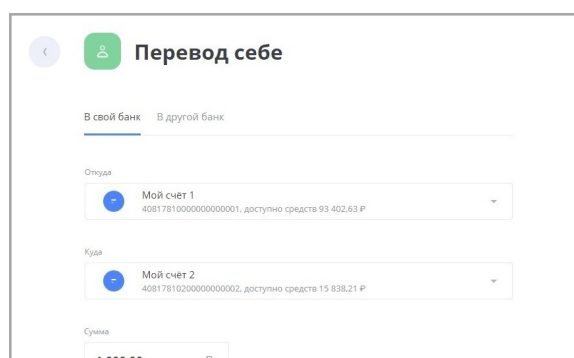 Перевод себе
В свой банк В другой банк
Откуда
Мой счёт 1
40817810000000000001, доступно средств 93 402,63 ₽
Куда
Мой счёт 2
40817810200000000002, доступно средств 15 838,21 ₽
Сумма